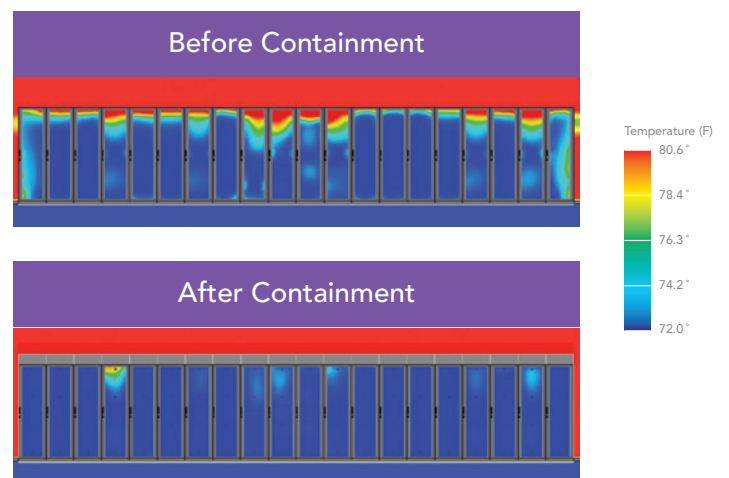 Before Containment
Temperature (F)
80.6°
78.4°
76.3°
74.2°
72.0°
After Containment